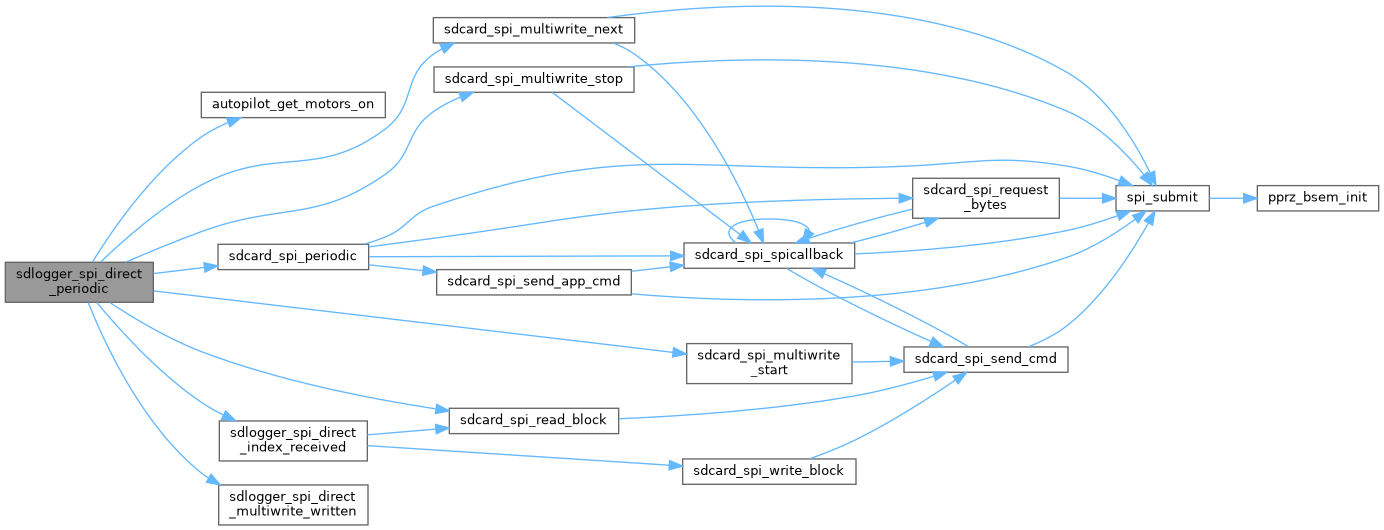 sdcard_spi_multiwrite_next
sdcard_spi_multiwrite_stop
autopilot_get_motors_on
sdcard_spi_request
_bytes
spi_submit
pprz_bsem_init
sdcard_spi_periodic
sdcard_spi_spicallback
sdlogger_spi_direct
_periodic
sdcard_spi_send_app_cmd
sdcard_spi_multiwrite
_start
sdcard_spi_send_cmd
sdcard_spi_read_block
sdlogger_spi_direct
_index_received
sdcard_spi_write_block
sdlogger_spi_direct
_multiwrite_written